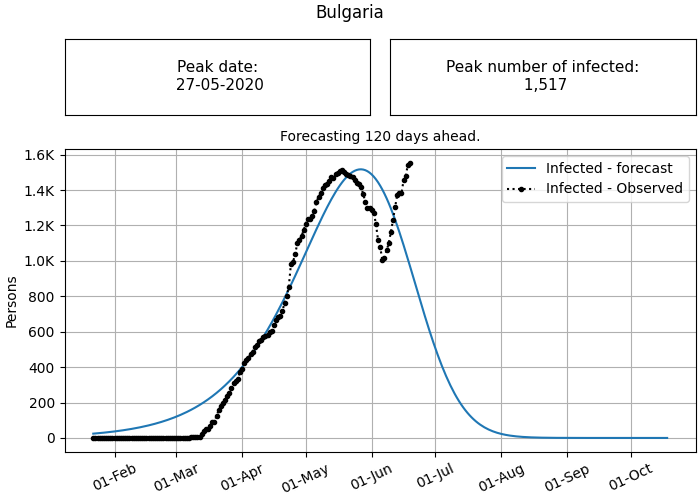 Bulgaria
Peak date:
27-05-2020
Peak number of infected:
1,517
Forecasting 120 days ahead.
1.6K
1.4K
1.2K
1.0K
800
600
400
200
0
Persons
Infected - forecast
Infected - Observed
01-Feb
01-Mar
01-Apr
01-May
01-Jun
01-Jul
01-Aug
01-Sep
01-Oct